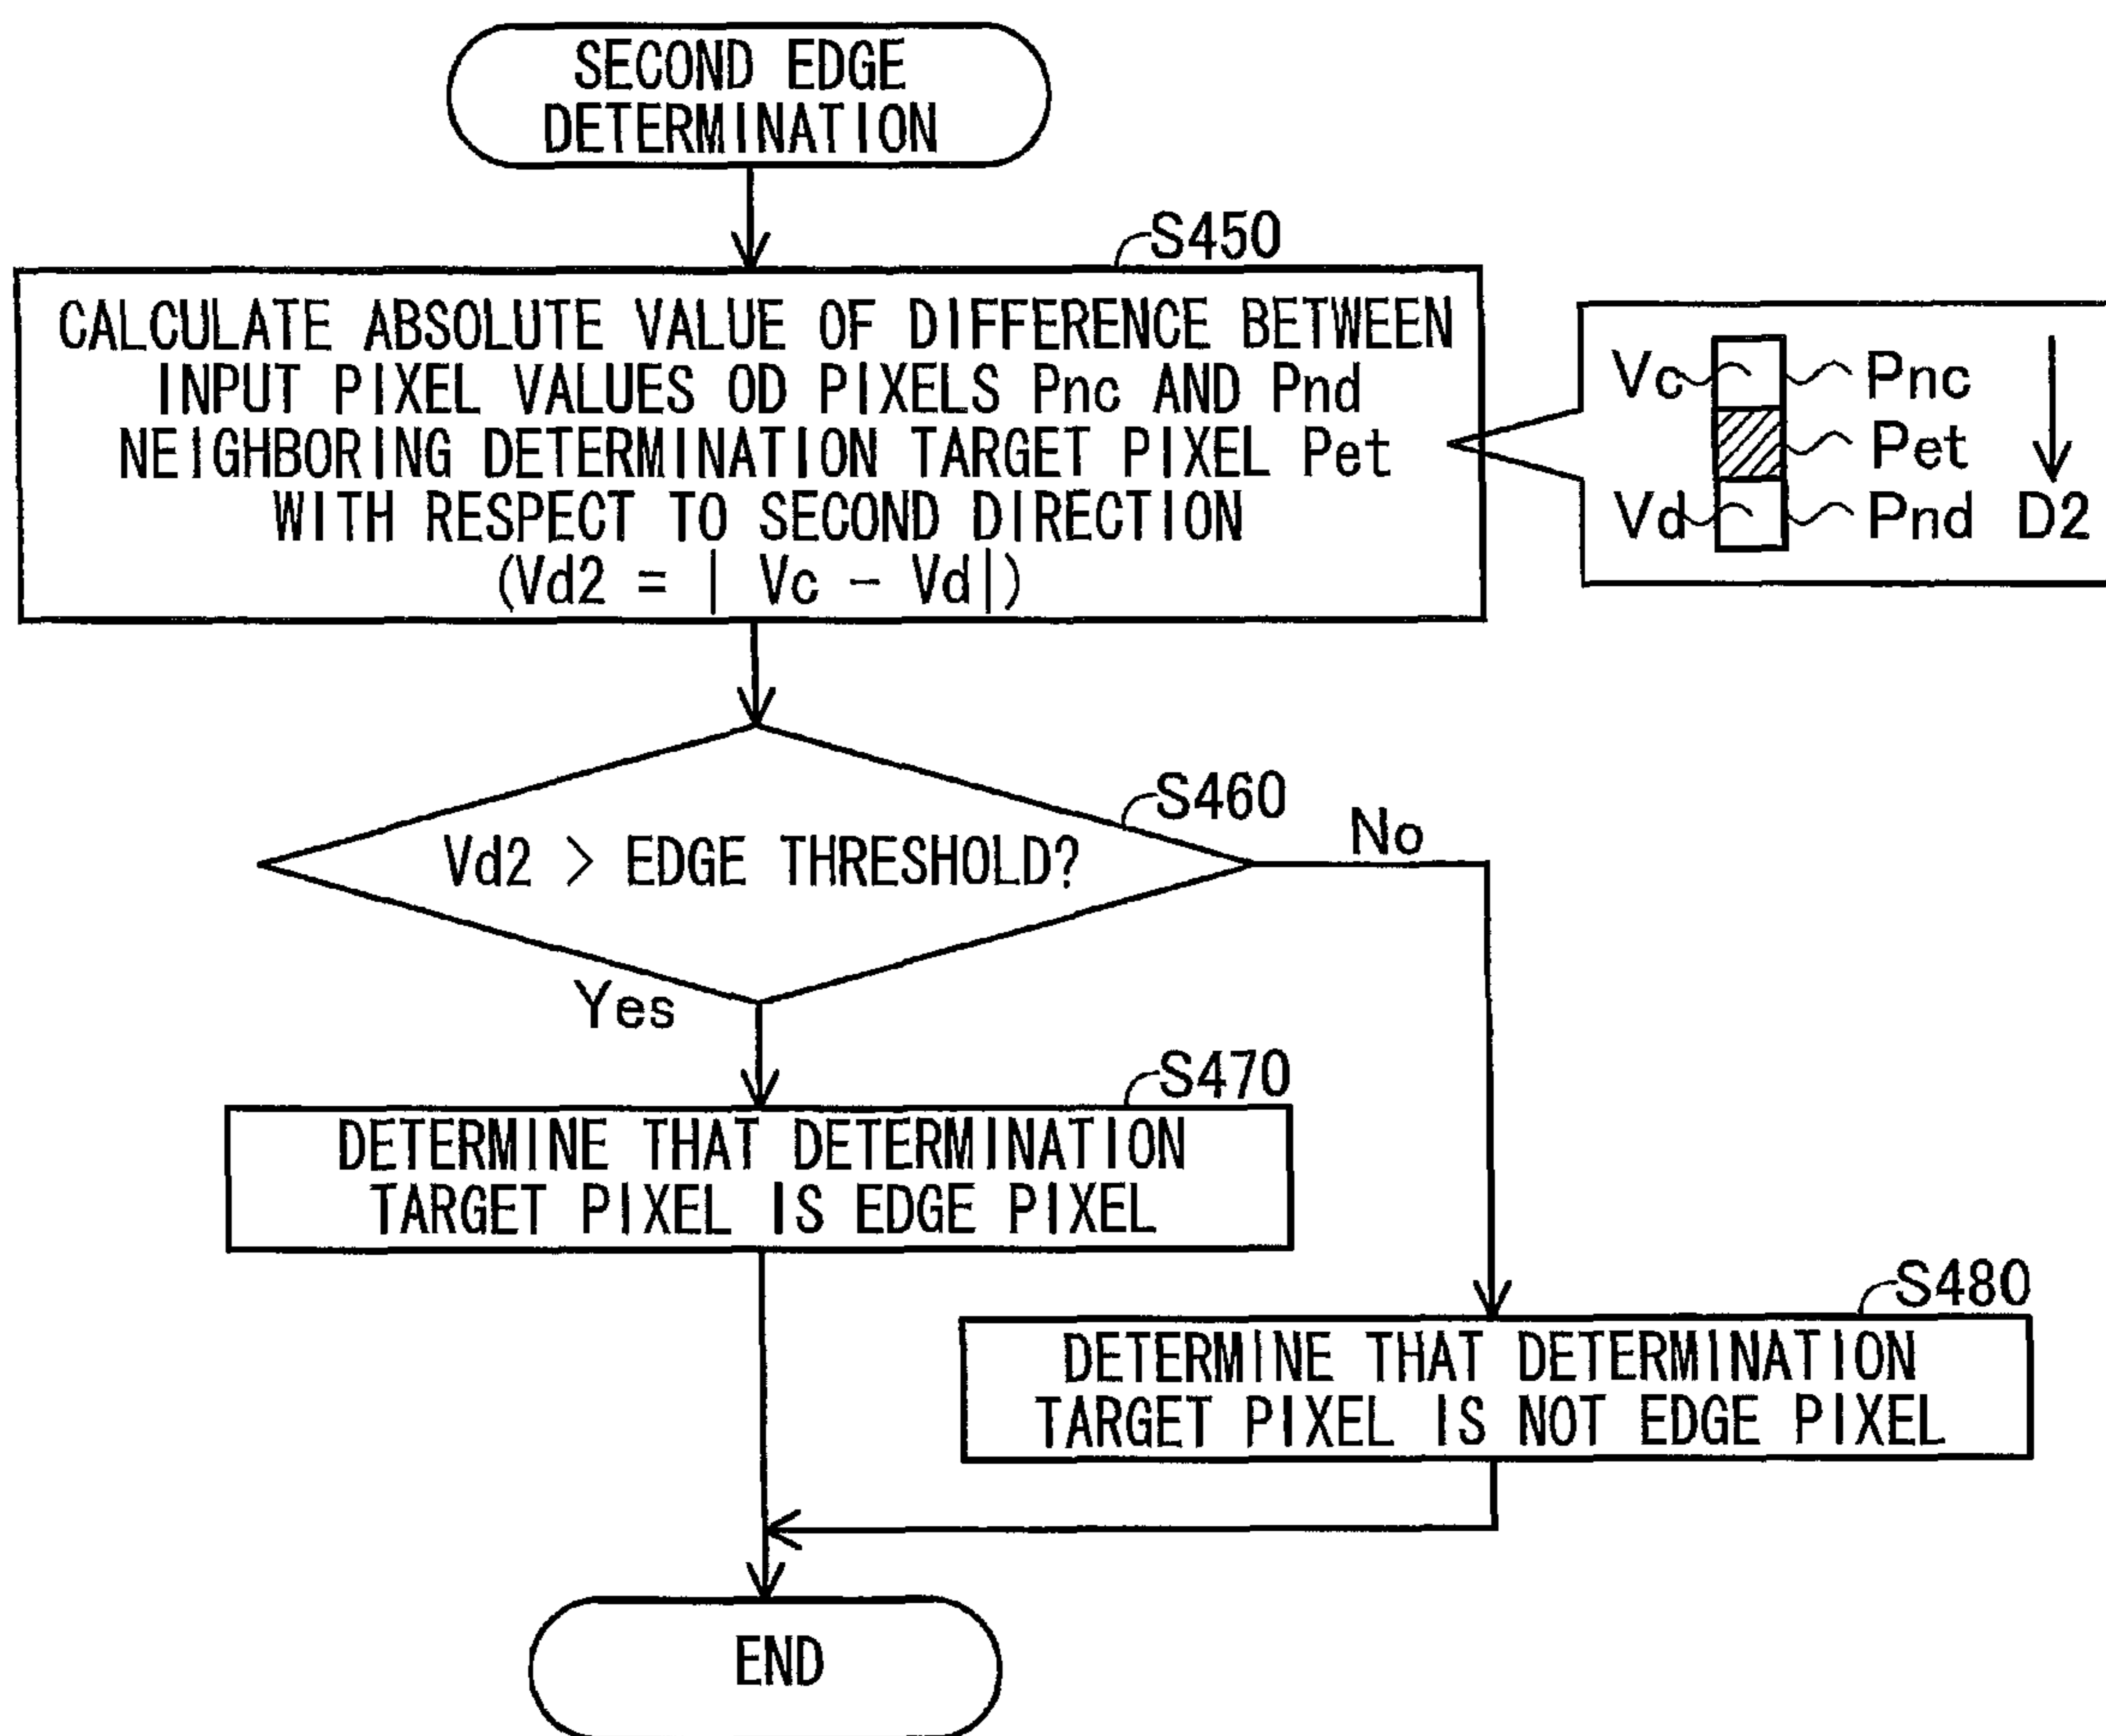 SECOND EDGE
DETERMINATION
S450
CALCULATE ABSOLUTE VALUE OF DIFFERENCE BETWEEN
INPUT PIXEL VALUES OD PIXELS Pnc AND Pnd
NEIGHBORING DETERMINATION TARGET PIXEL Pet
WITH RESPECT TO SECOND DIRECTION
(Vd2 = | Vc - Vd|)
Vc Pnc
Pet
Vd Pnd D2
S460
Vd2 > EDGE THRESHOLD?
No
Yes
S470
DETERMINE THAT DETERMINATION
TARGET PIXEL IS EDGE PIXEL
S480
DETERMINE THAT DETERMINATION
TARGET PIXEL IS NOT EDGE PIXEL
END